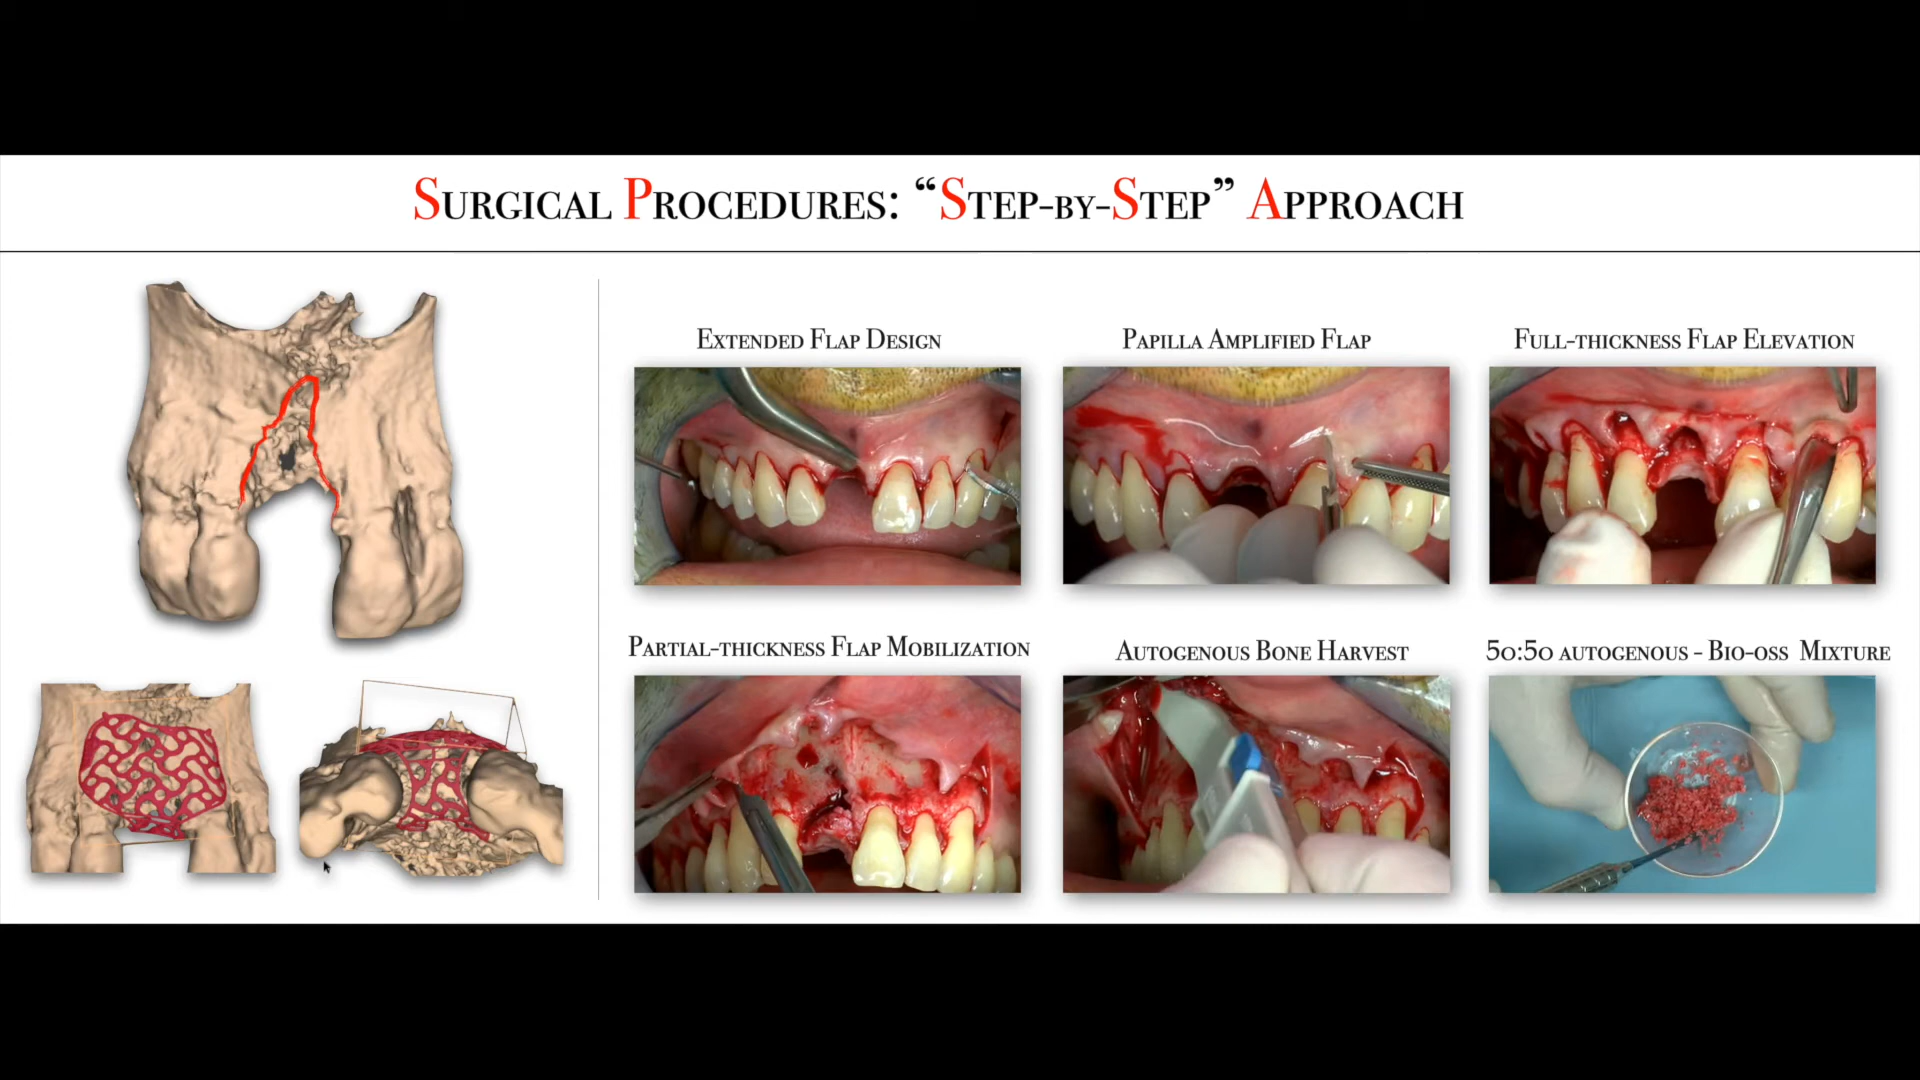 Surgical Procedures: “Step-by-Step” Approach
Extended Flap Design
Papilla Amplified Flap
Full-thickness Flap Elevation
Partial-thickness Flap Mobilization
Autogenous Bone Harvest
50:50 autogenous - Bio-oss Mixture